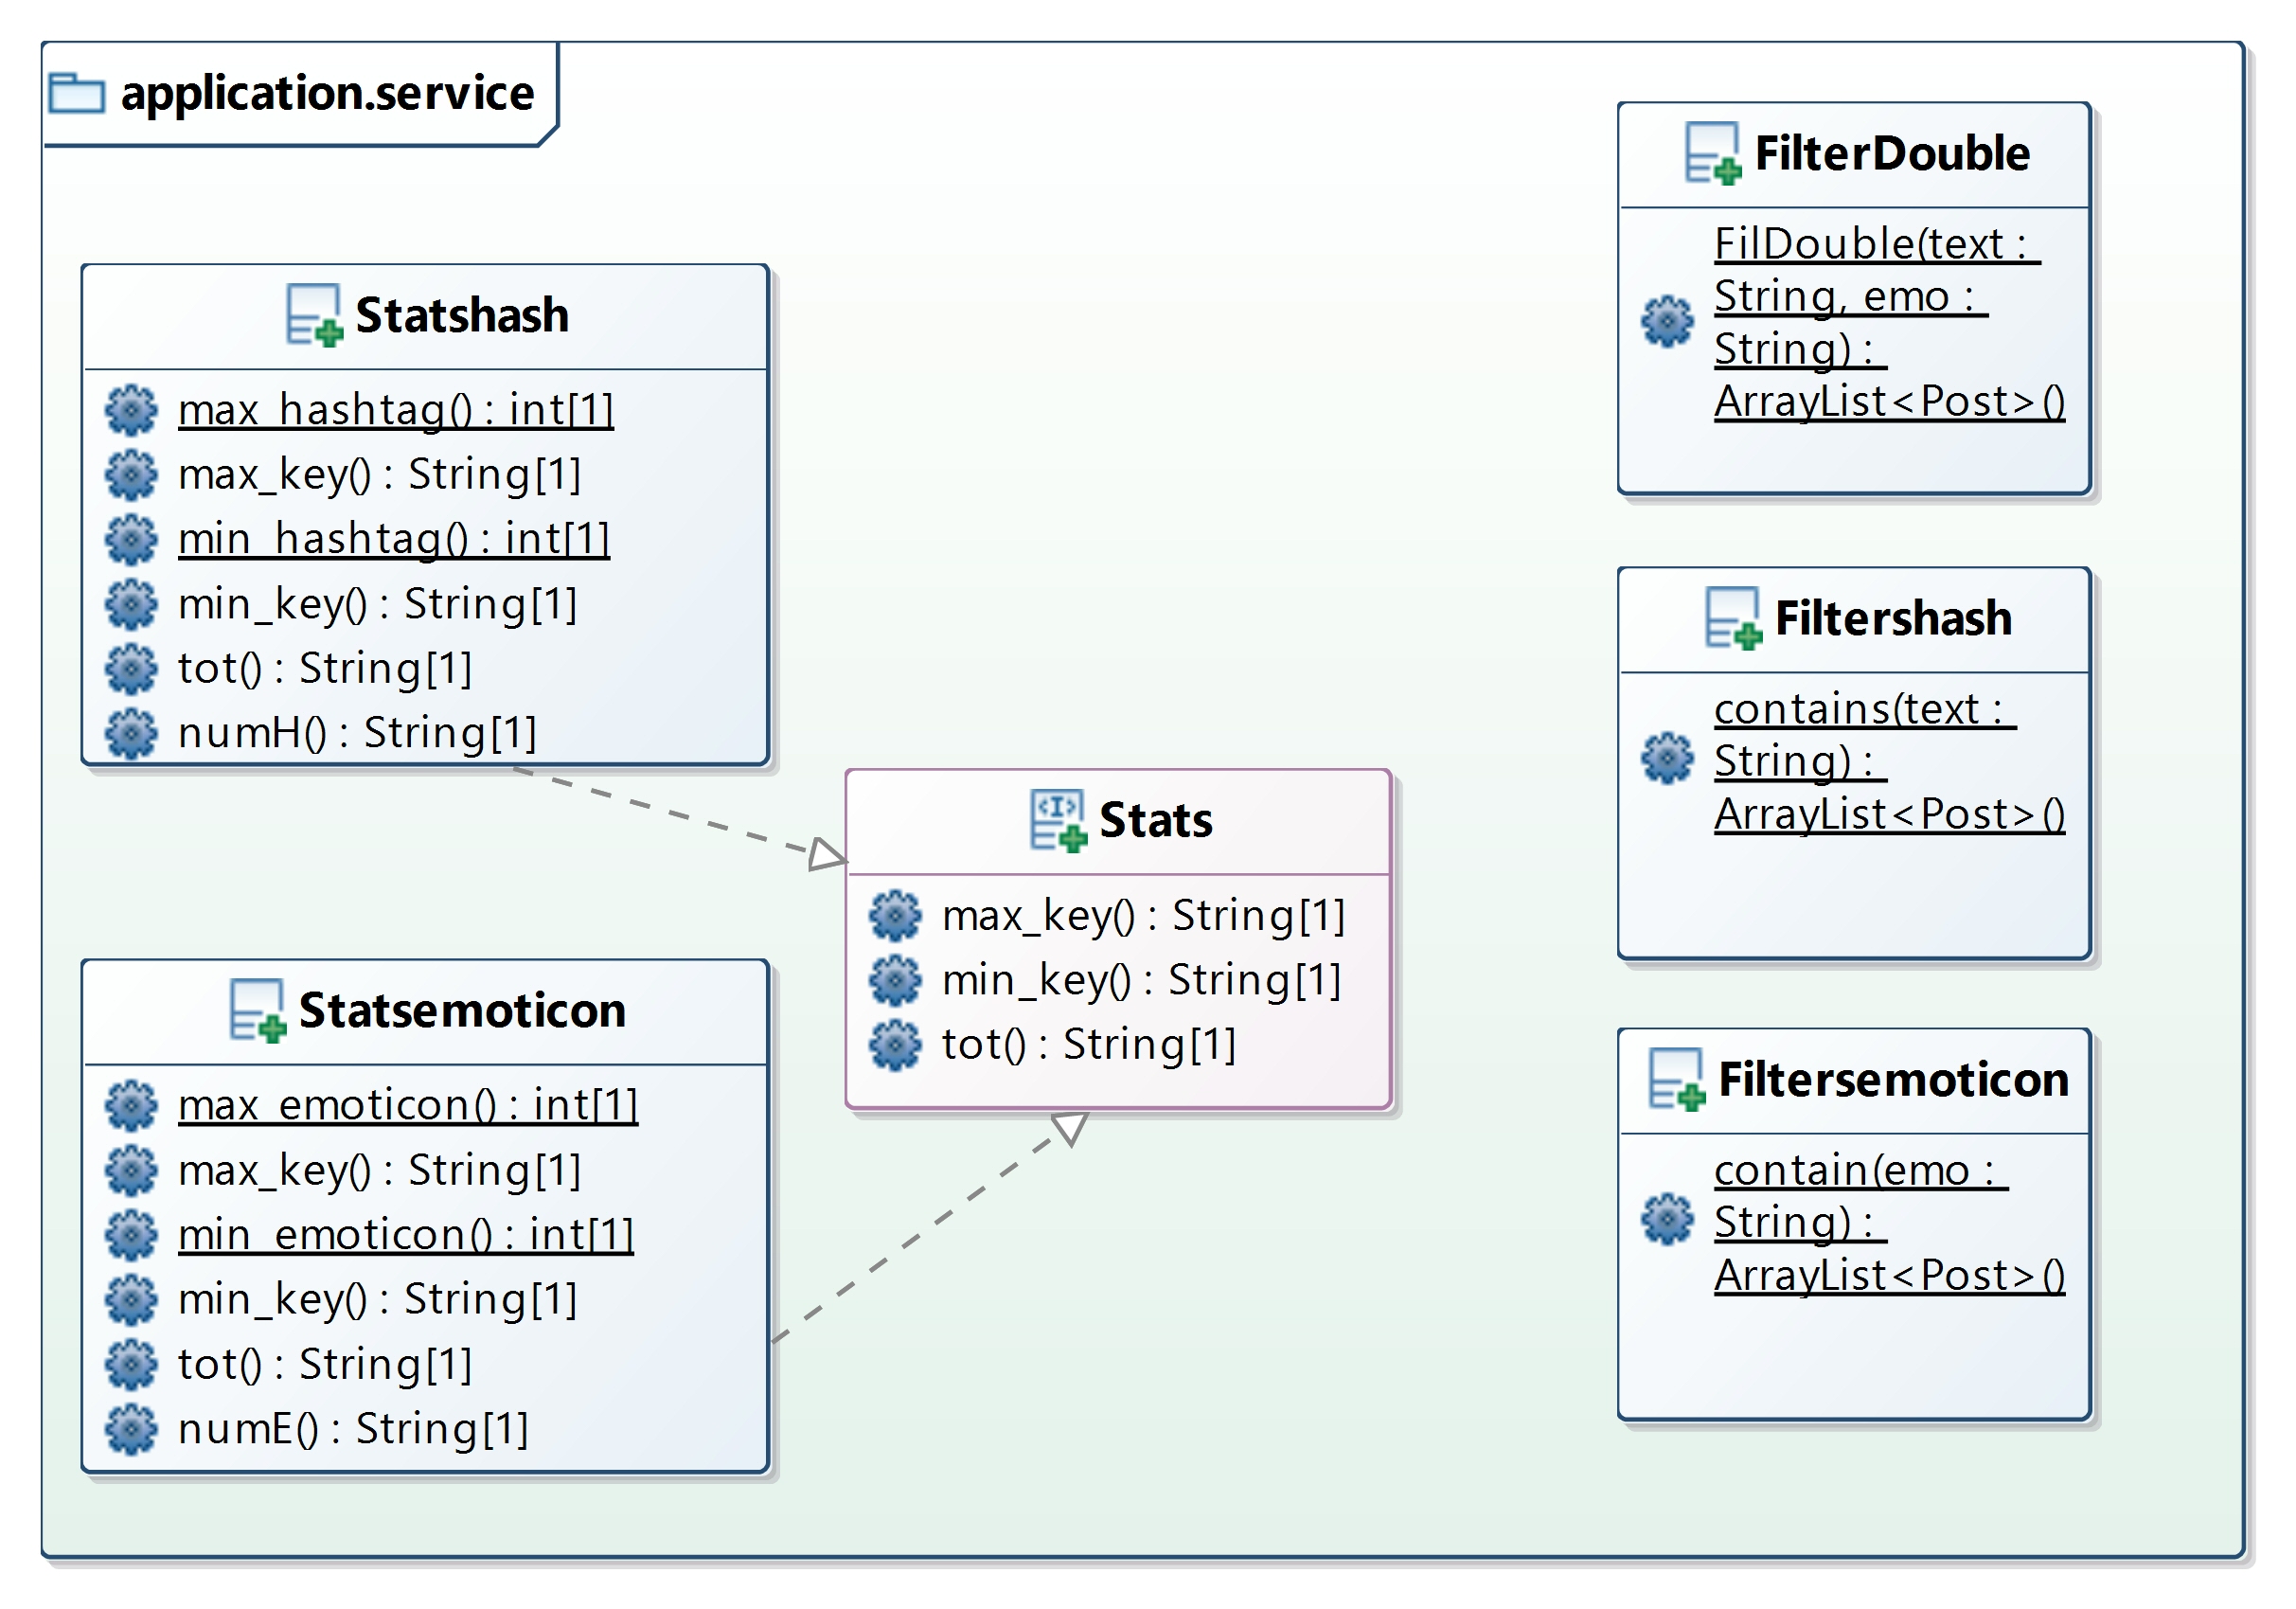 application.service
Statshash
max_hashtag() : int[1]
max_key() : String[1]
min_hashtag() : int[1]
min_key() : String[1]
tot() : String[1]
numH() : String[1]
Statsemoticon
max_emoticon() : int[1]
max_key() : String[1]
min_emoticon() : int[1]
min_key() : String[1]
tot() : String[1]
numE() : String[1]
<I>
Stats
max_key() : String[1]
min_key() : String[1]
tot() : String[1]
FilterDouble
FilDouble(text :
String, emo :
String) :
ArrayList<Post>()
Filtershash
contains(text :
String) :
ArrayList<Post>()
Filtersemoticon
contain(emo :
String) :
ArrayList<Post>()